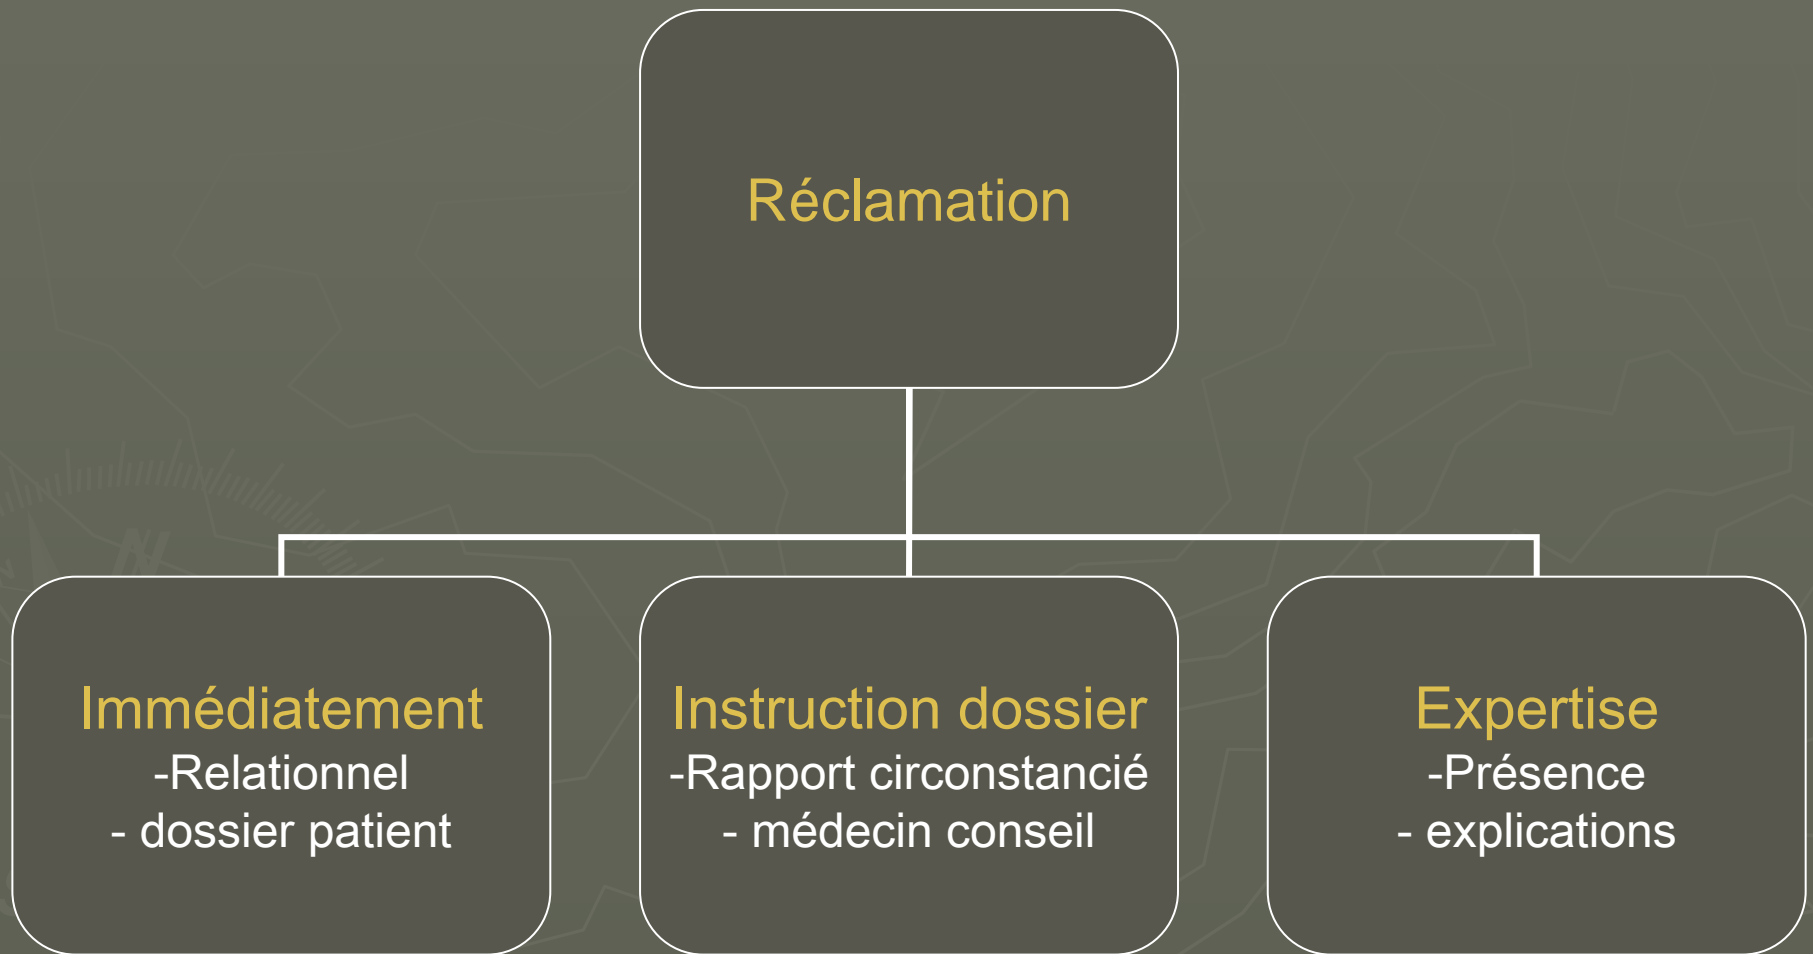 Réclamation
Immédiatement
-Relationnel
- dossier patient
Instruction dossier
-Rapport circonstancié
- médecin conseil
Expertise
-Présence
- explications
N